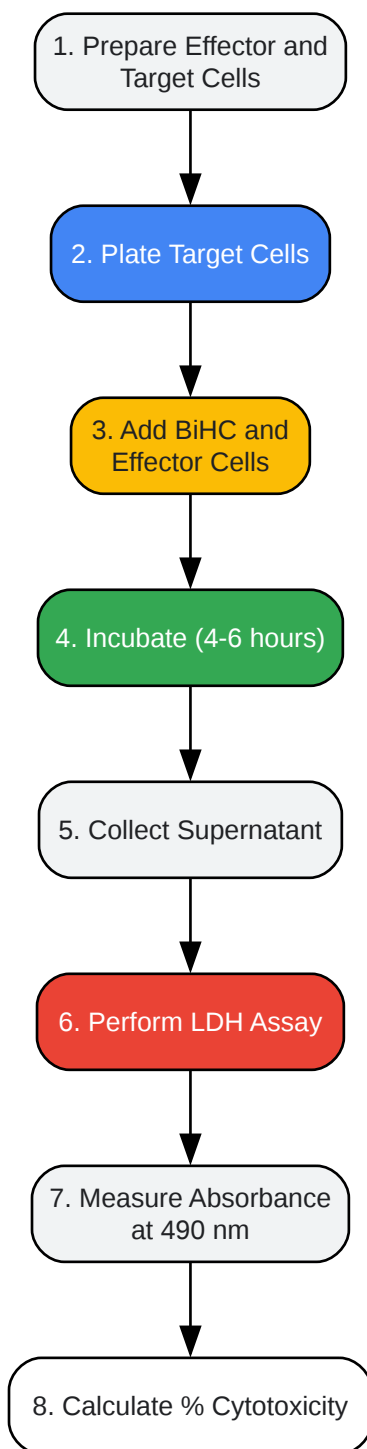 1. Prepare Effector and
Target Cells
2. Plate Target Cells
3. Add BiHC and
Effector Cells
4. Incubate (4-6 hours)
5. Collect Supernatant
6. Perform LDH Assay
7. Measure Absorbance
at 490 nm
8. Calculate % Cytotoxicity